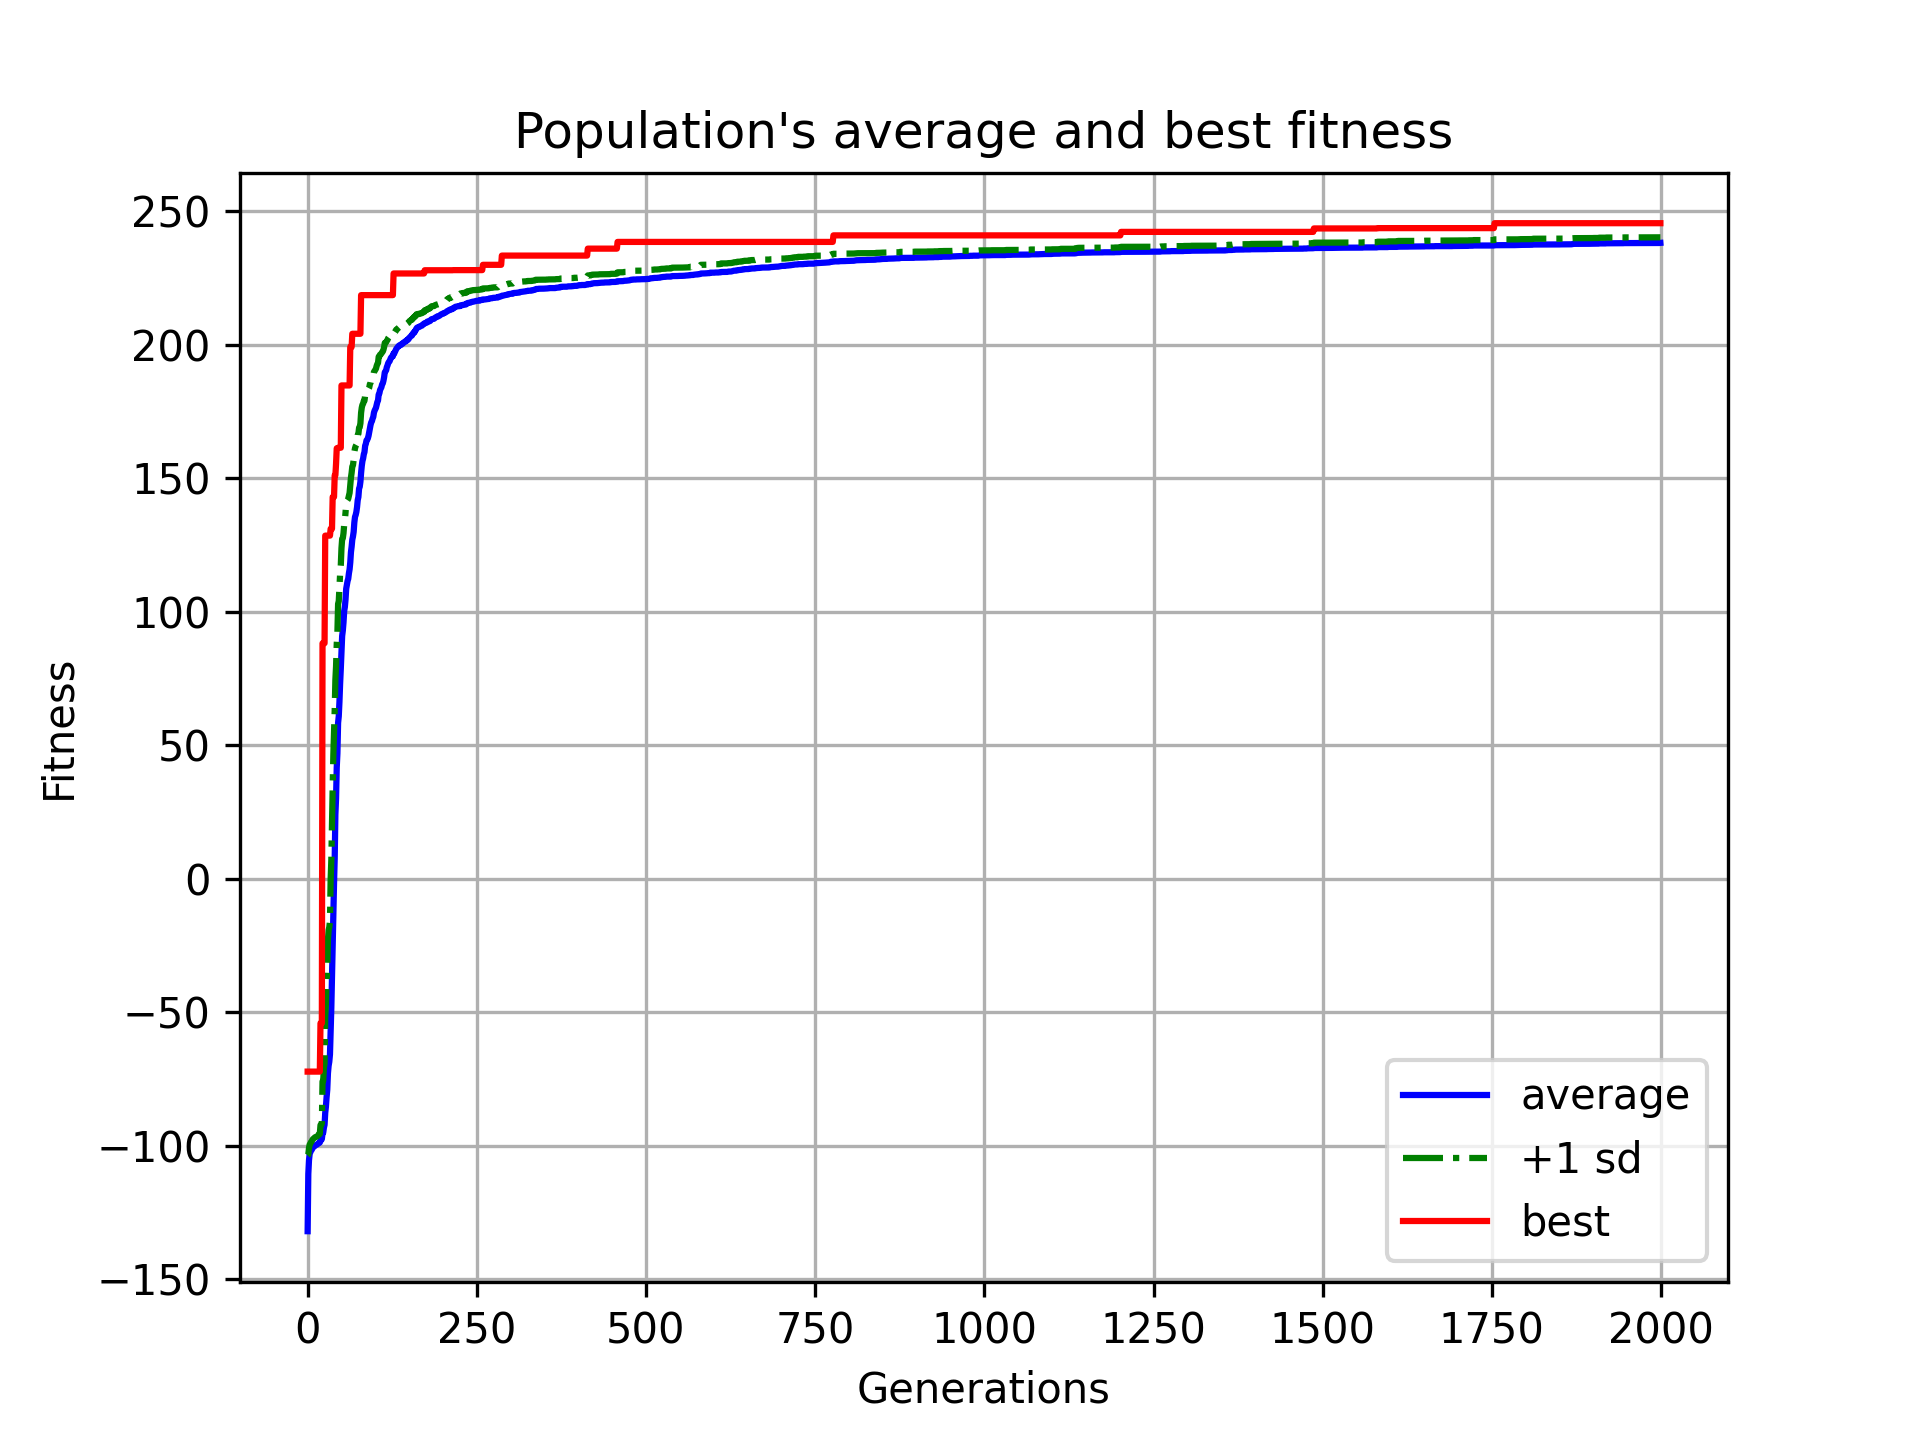 Population's average and best fitness
250
200
150
100
50
0
−50
−100
−150
Fitness
0 250 500 750 1000 1250 1500 1750 2000
Generations
average
+1 sd
best